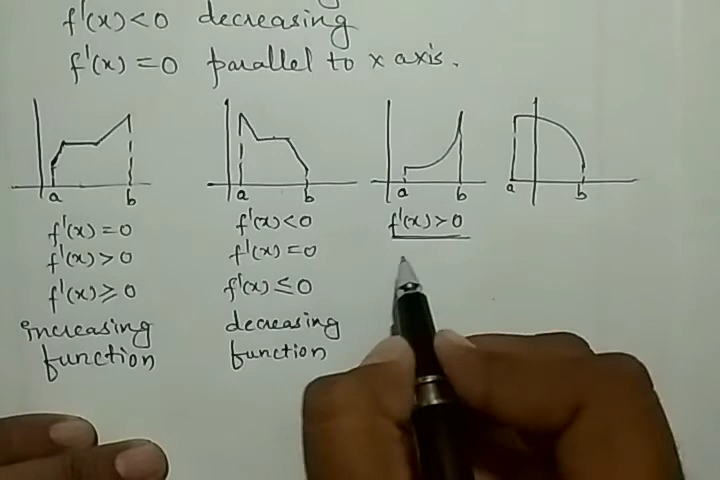 f'(x) < 0 decreasing
f'(x) = 0 parallel to x axis.
a b
a b
a b
a b
f'(x) = 0
f'(x) > 0
f'(x) ≥ 0
increasing
function
f'(x) < 0
f'(x) = 0
f'(x) ≤ 0
decreasing
function
f'(x) > 0